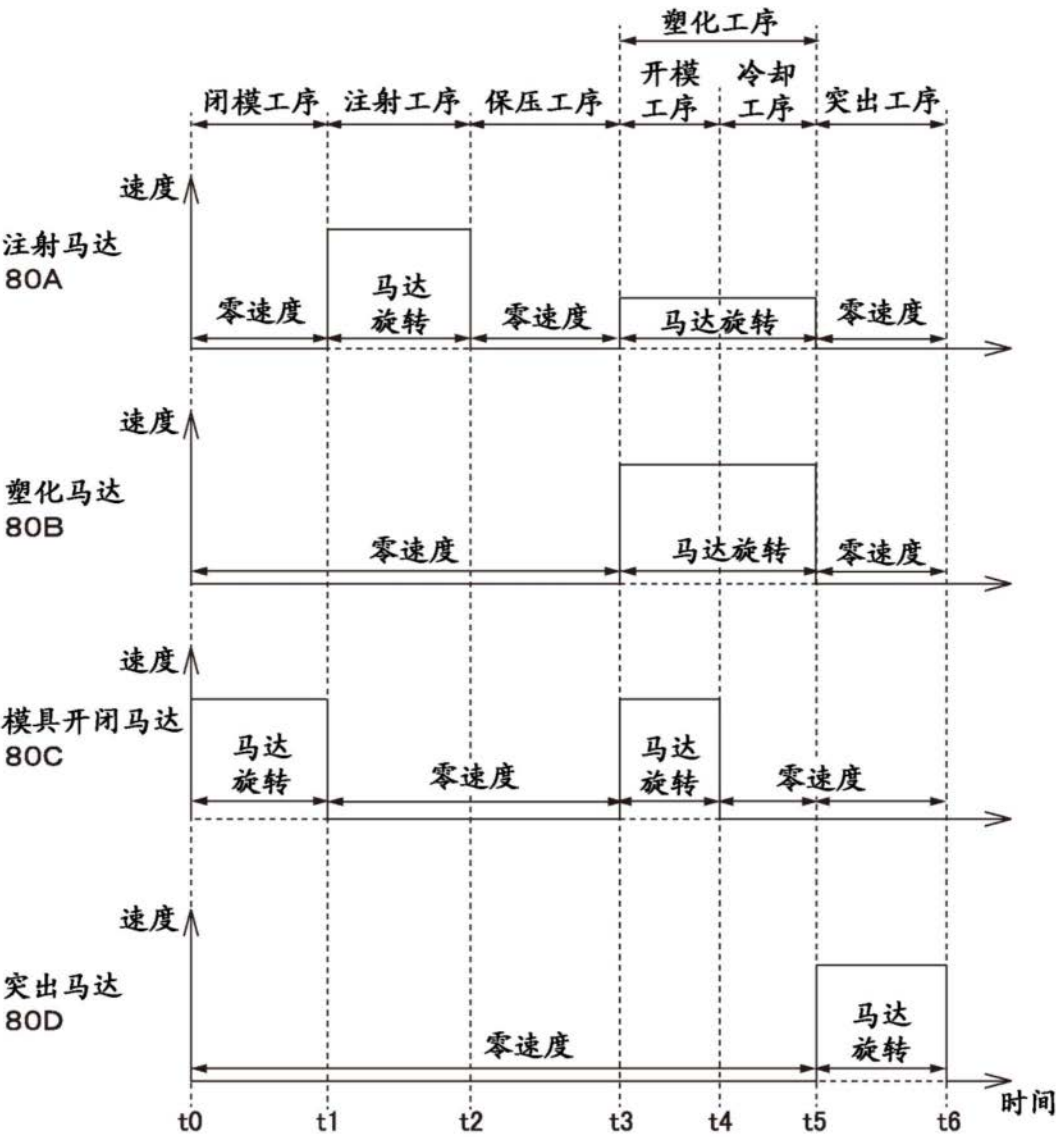 塑化工序
开模 冷却
闭模工序 注射工序 保压工序 工序 工序 突出工序
速度
注射马达
80A
马达
旋转
零速度 零速度 马达旋转 零速度
速度
塑化马达
80B
零速度 马达旋转 零速度
速度
模具开闭马达
80C
马达 马达
旋转 零速度 旋转 零速度
速度
突出马达
80D
马达
零速度 旋转
时间
t0 t1 t2 t3 t4 t5 t6